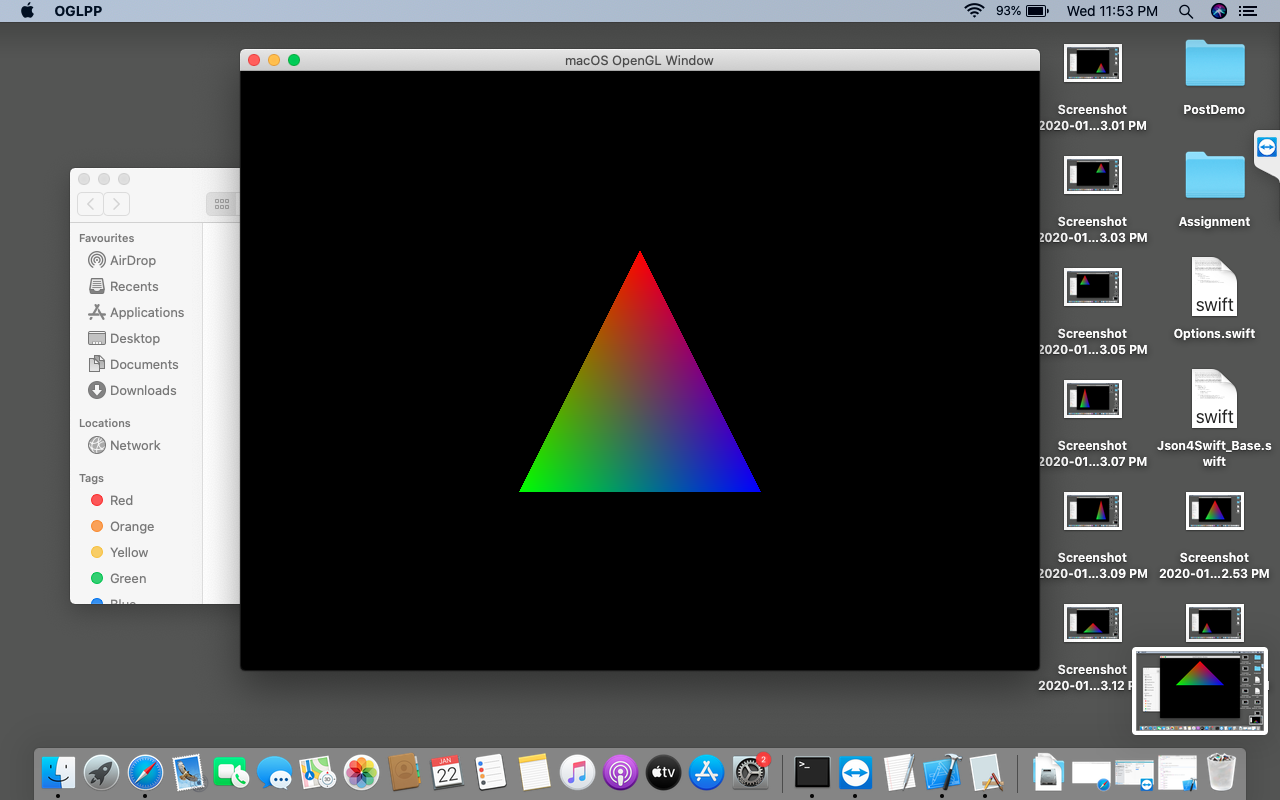 OGLPP
93%
Wed 11:53 PM
macOS OpenGL Window
Favourites
AirDrop
Recents
Applications
Desktop
Documents
Downloads
Locations
Network
Tags
Red
Orange
Yellow
Green
Blue
Screenshot
2020-01...3.01 PM
PostDemo
Screenshot
2020-01...3.03 PM
Assignment
Screenshot
2020-01...3.05 PM
swift
Options.swift
Screenshot
2020-01...3.07 PM
swift
Json4Swift_Base.s
wift
Screenshot
2020-01...3.09 PM
Screenshot
2020-01...2.53 PM
Screenshot
2020-01...3.12 P
JAN
22
tv
2